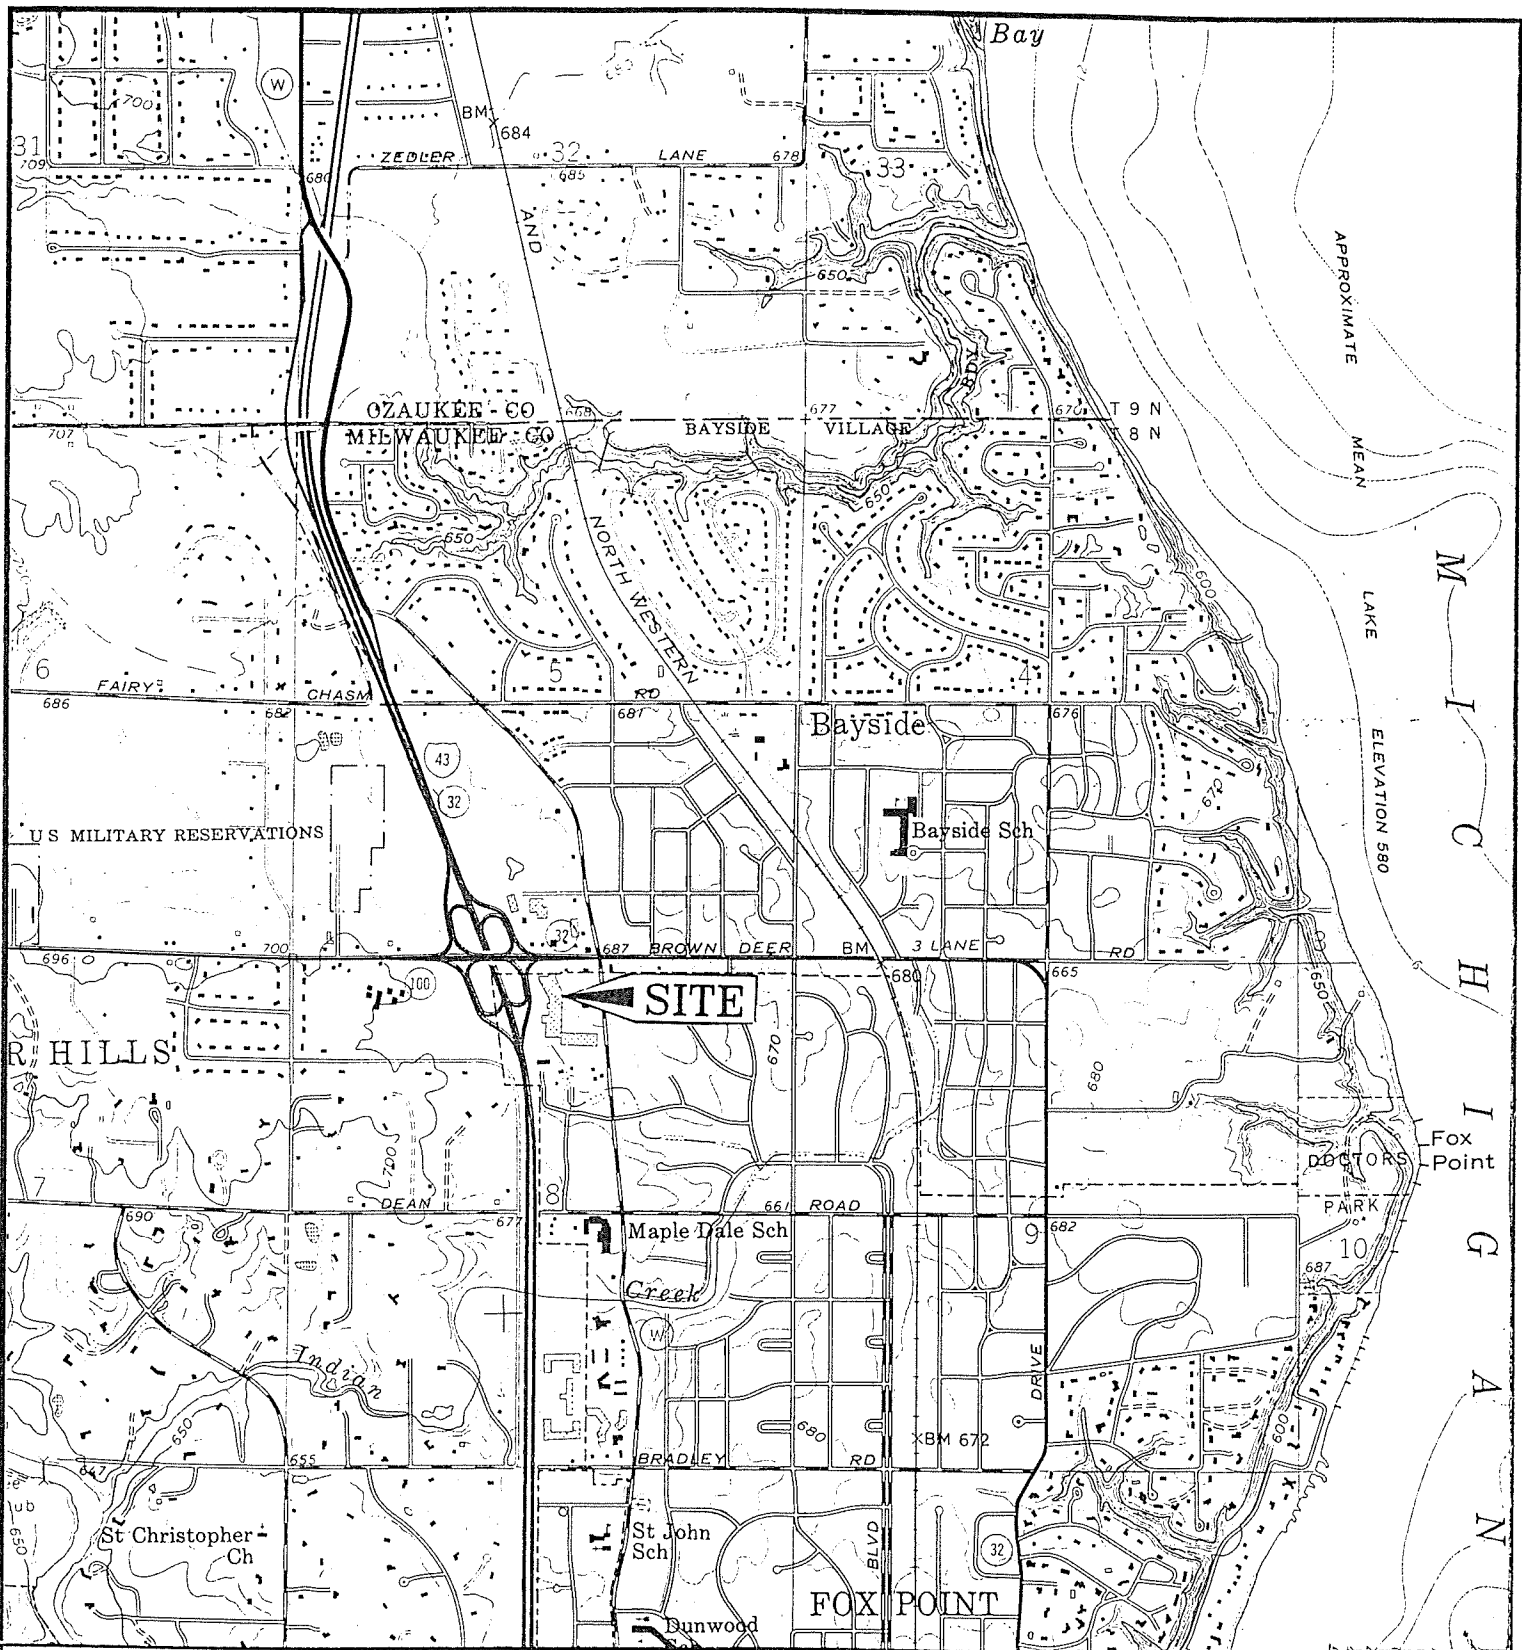 Bay
W
700
BM
684
31
709
ZEDLER
32
LANE
678
33
680
685
AND
650
APPROXIMATE
BDY
OZAUKEE - CO
668
677
670
T 9 N
707
MILWAUKEE - CO
BAYSIDE
VILLAGE
T 8 N
MEAN
650
650
NORTH WESTERN
600
LAKE
6
5
4
FAIRY
CHASM
RD
686
682
681
676
Bayside
43
32
670
ELEVATION 580
U S MILITARY RESERVATIONS
Bayside Sch
32
700
687
BROWN
DEER
BM
3 LANE
RD
696
680
665
6
100
SITE
650
R HILLS
670
680
MICHIGAN
700
Fox
Point
DOCTORS
PARK
7
DEAN
8
661
ROAD
690
677
Maple Dale Sch
9
682
10
687
Creek
W
Indian
DRIVE
650
680
XBM 672
600
647
655
BRADLEY
RD
ub
650
St Christopher
Ch
St John
Sch
BLVD
32
FOX POINT
Dunwood